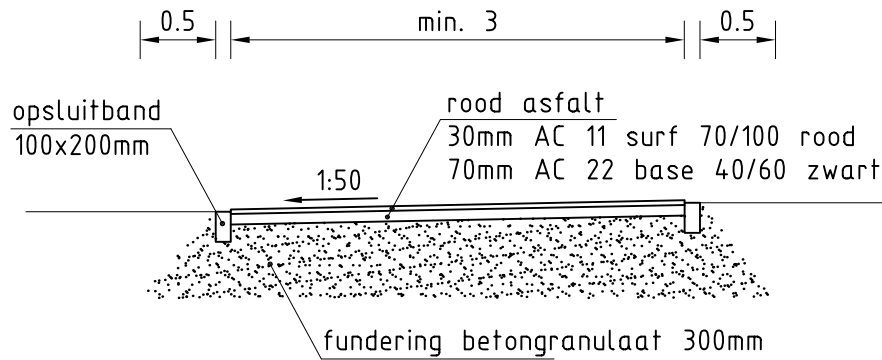 0.5
min. 3
0.5
opsluitband
100x200mm
rood asfalt
30mm AC 11 surf 70/100 rood
70mm AC 22 base 40/60 zwart
1:50
fundering betongranulaat 300mm